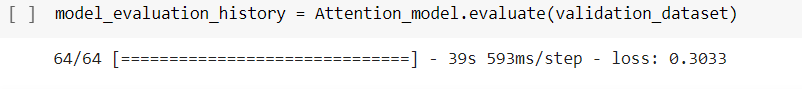 [ ] model_evaluation_history = Attention_model.evaluate(validation_dataset)
64/64 [==============================] - 39s 593ms/step - loss: 0.3033